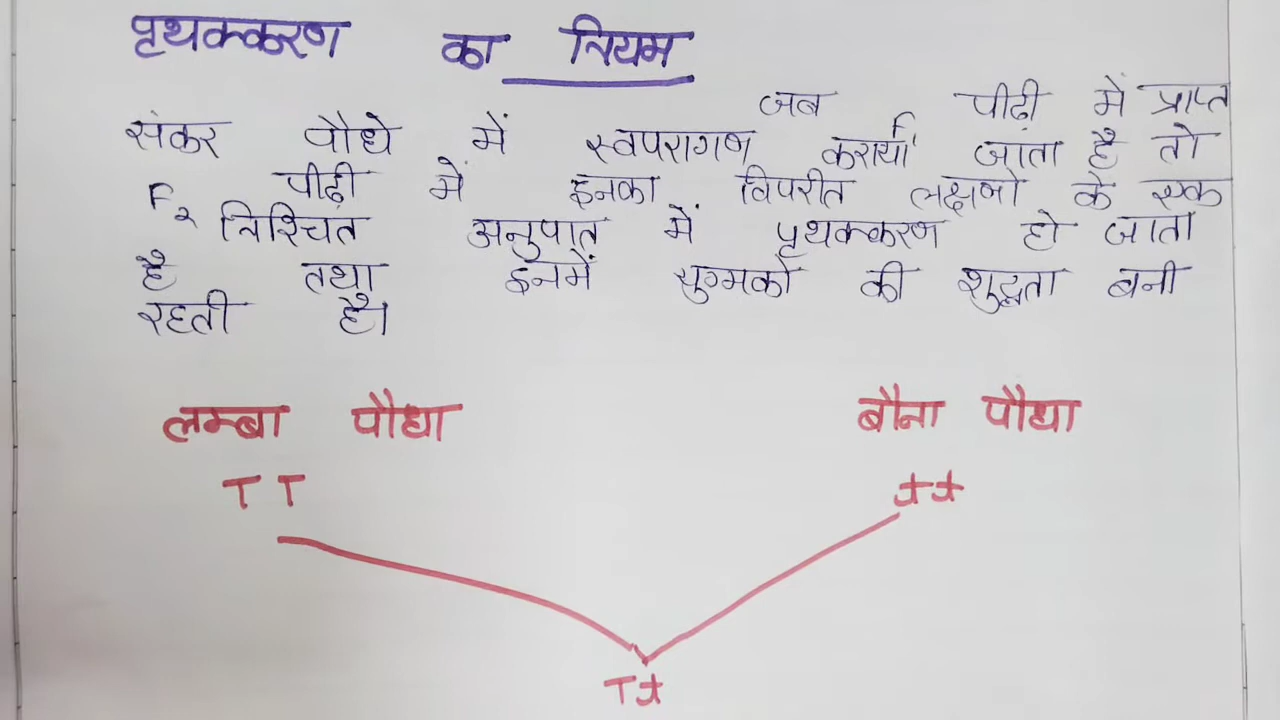 पृथक्करण का नियम
जब पीढ़ी में प्राप्त
संकर पौधे में स्वपरागण कराया जाता है तो
F₂ पीढ़ी में इनका विपरीत लक्षणो के एक
निश्चित अनुपात में पृथक्करण हो जाता
है तथा इनमें युग्मकों की शुद्धता बनी
रहती है।
लम्बा पौधा बौना पौधा
TT tt
Tt